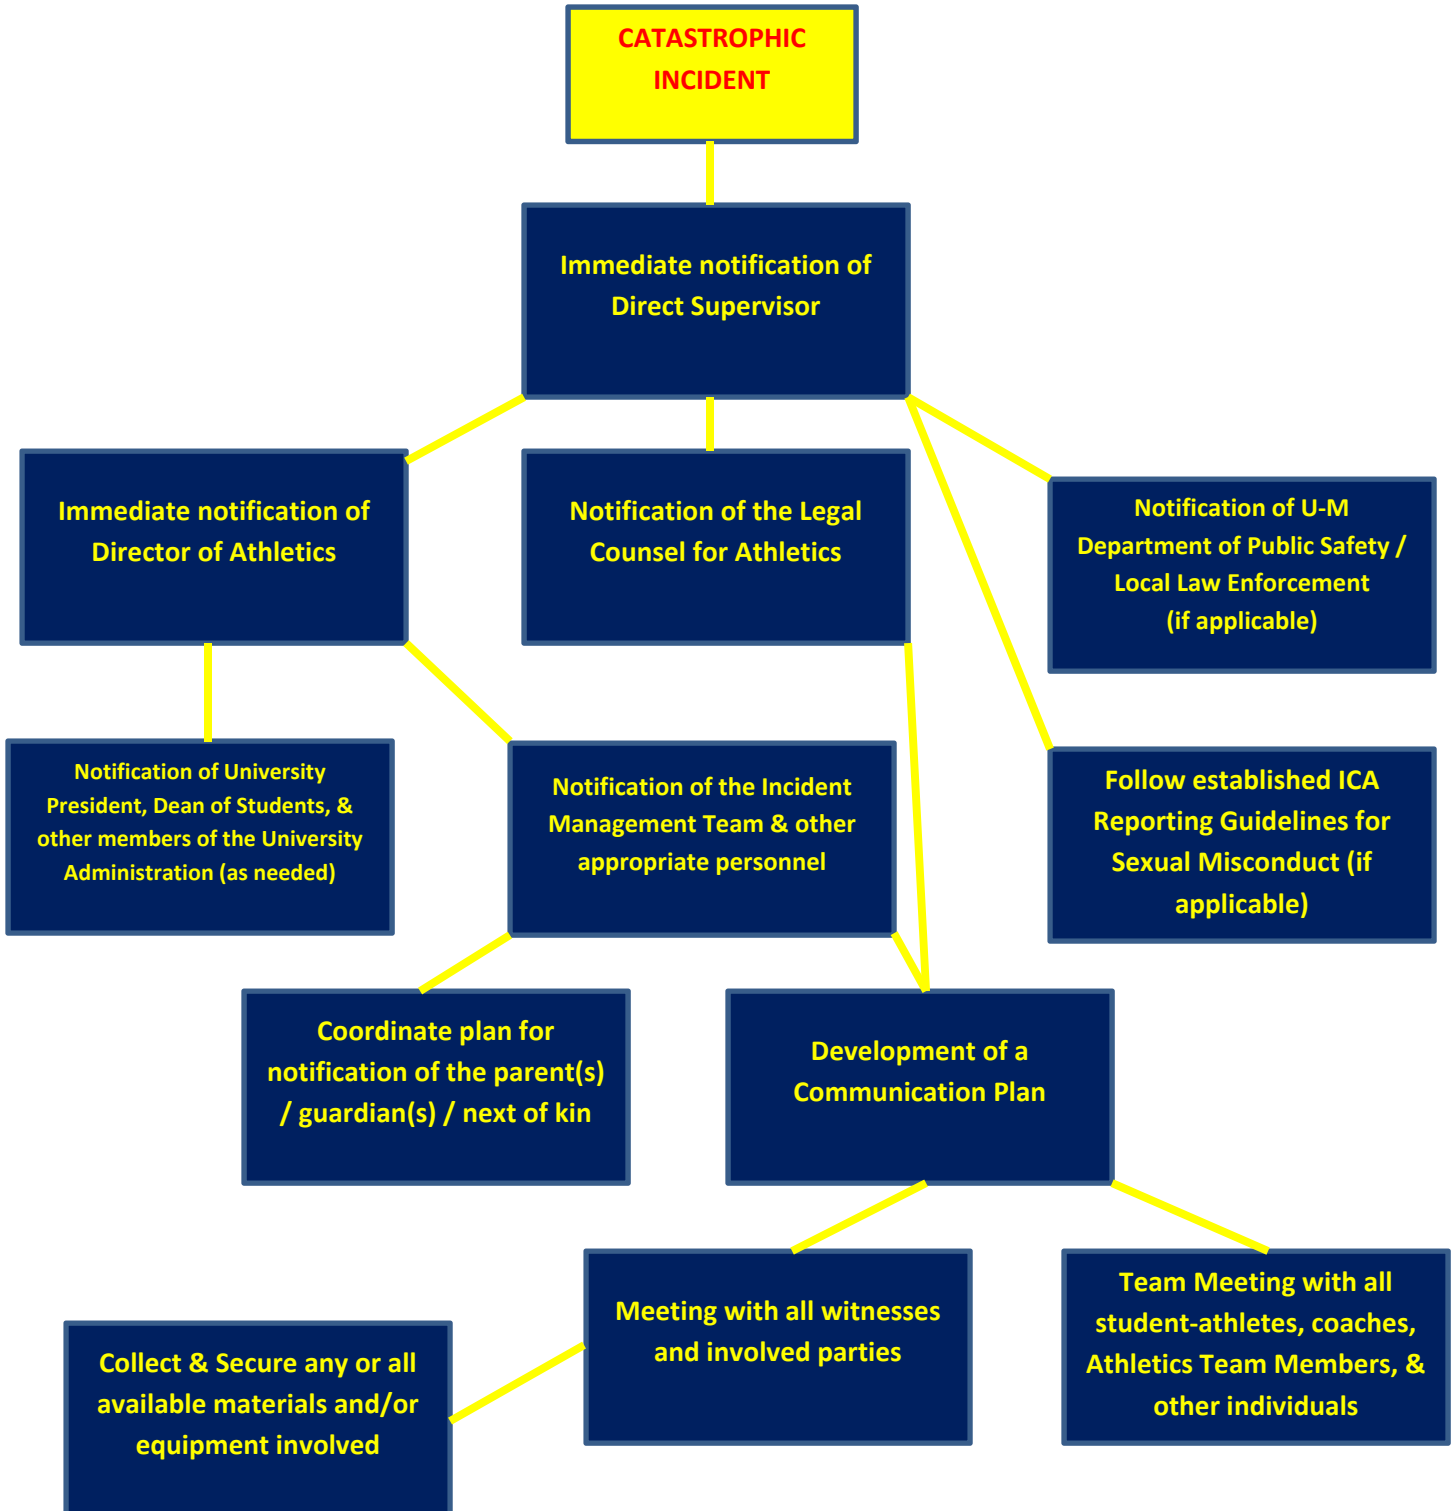 CATASTROPHIC
INCIDENT
Immediate notification of
Direct Supervisor
Immediate notification of
Director of Athletics
Notification of the Legal
Counsel for Athletics
Notification of U-M
Department of Public Safety /
Local Law Enforcement
(if applicable)
Notification of University
President, Dean of Students, &
other members of the University
Administration (as needed)
Notification of the Incident
Management Team & other
appropriate personnel
Follow established ICA
Reporting Guidelines for
Sexual Misconduct (if
applicable)
Coordinate plan for
notification of the parent(s)
/ guardian(s) / next of kin
Development of a
Communication Plan
Meeting with all witnesses
and involved parties
Team Meeting with all
student-athletes, coaches,
Athletics Team Members, &
other individuals
Collect & Secure any or all
available materials and/or
equipment involved